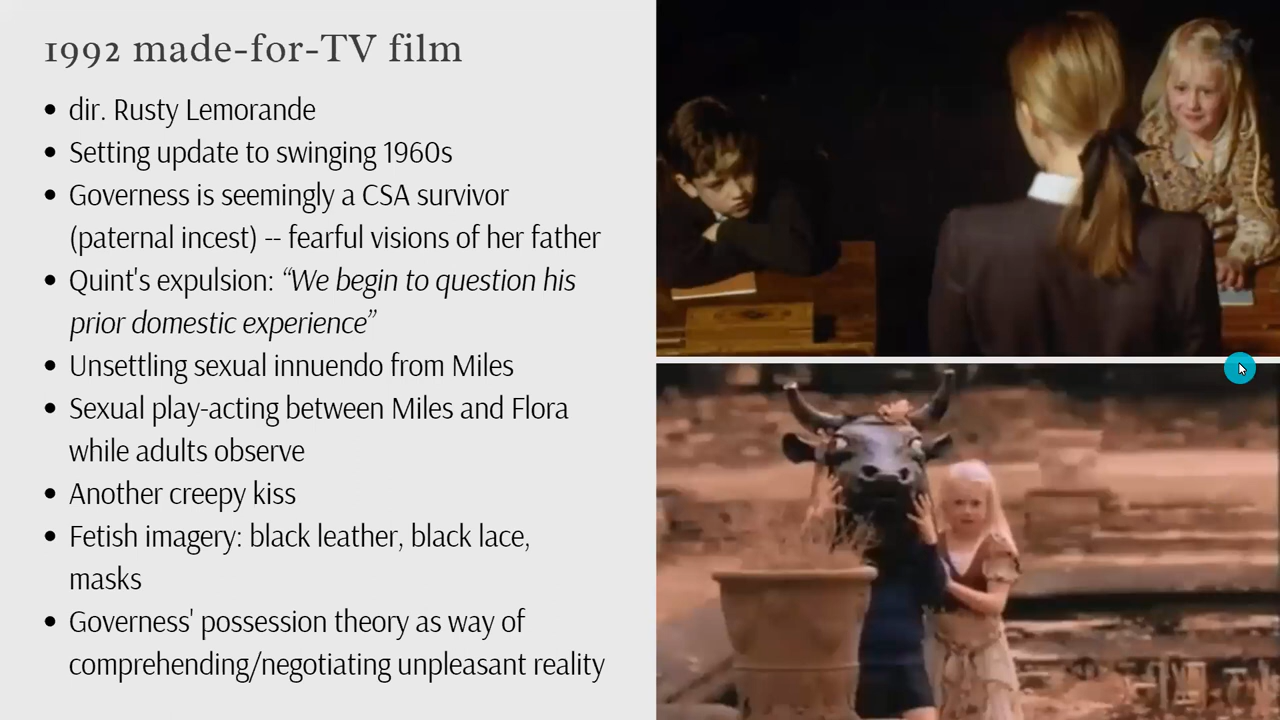 1992 made-for-TV film
• dir. Rusty Lemorande
• Setting update to swinging 1960s
• Governess is seemingly a CSA survivor
(paternal incest) -- fearful visions of her father
• Quint's expulsion: “We begin to question his
prior domestic experience”
• Unsettling sexual innuendo from Miles
• Sexual play-acting between Miles and Flora
while adults observe
• Another creepy kiss
• Fetish imagery: black leather, black lace,
masks
• Governess' possession theory as way of
comprehending/negotiating unpleasant reality